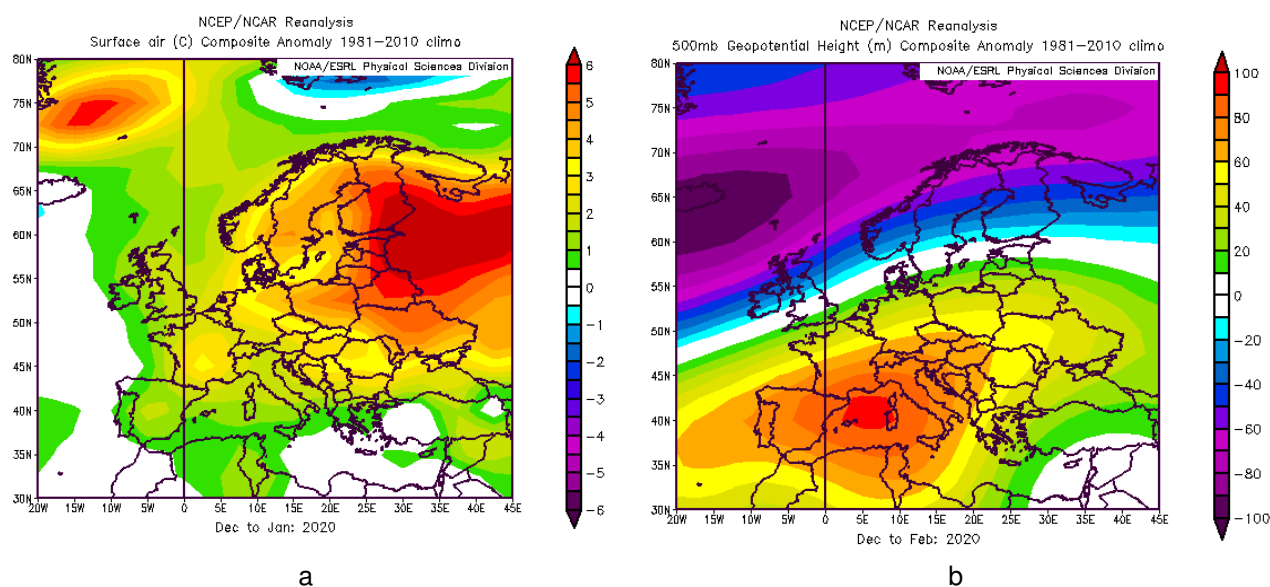 NCEP/NCAR Reanalysis
Surface air (C) Composite Anomaly 1981-2010 climo
NOAA/ESRL Physical Sciences Division
80N
75N
70N
65N
60N
55N
50N
45N
40N
35N
30N
20W 15W 10W 5W 0 5E 10E 15E 20E 25E 30E 35E 40E 45E
Dec to Jan: 2020
6
5
4
3
2
1
0
-1
-2
-3
-4
-5
-6
a
NCEP/NCAR Reanalysis
500mb Geopotential Height (m) Composite Anomaly 1981-2010 climo
NOAA/ESRL Physical Sciences Division
80N
75N
70N
65N
60N
55N
50N
45N
40N
35N
30N
20W 15W 10W 5W 0 5E 10E 15E 20E 25E 30E 35E 40E 45E
Dec to Feb: 2020
100
80
60
40
20
0
-20
-40
-60
-80
-100
b